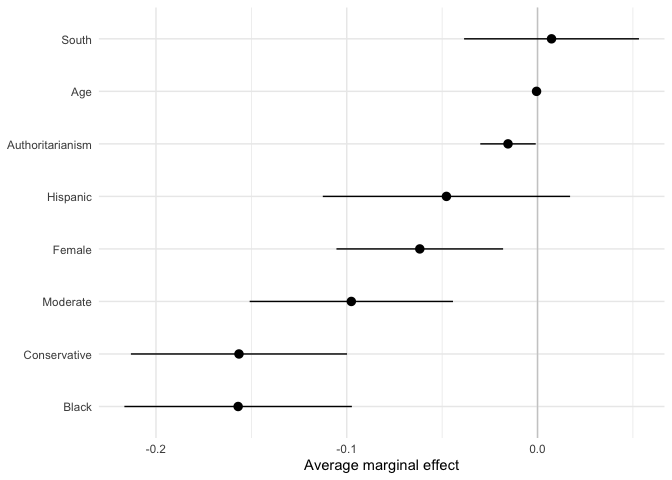 South
Age
Authoritarianism
Hispanic
Female
Moderate
Conservative
Black
-0.2 -0.1 0.0
Average marginal effect